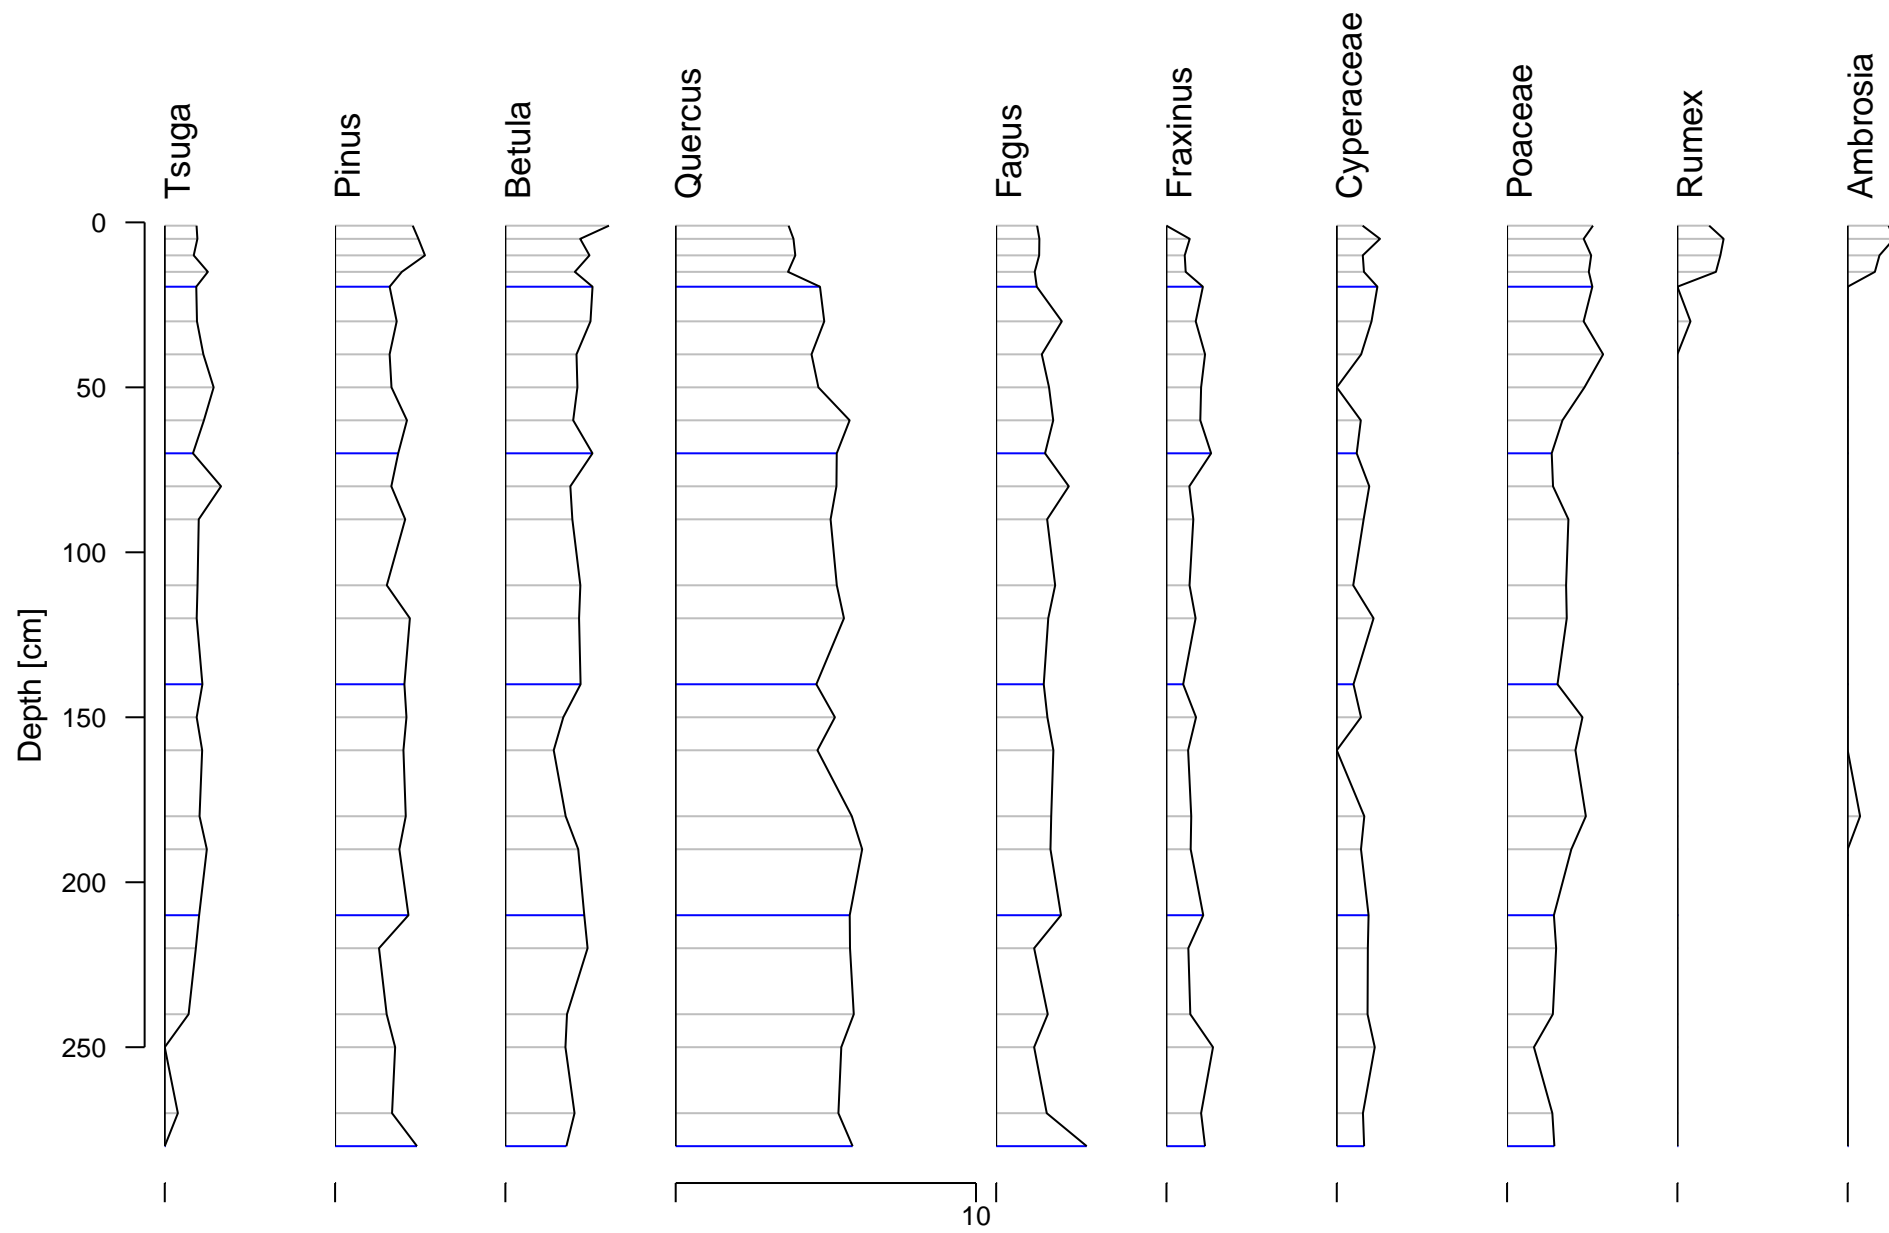 Tsuga
Pinus
Betula
Quercus
Fagus
Fraxinus
Cyperaceae
Poaceae
Rumex
Ambrosia
0
50
100
150
200
250
Depth [cm]
10